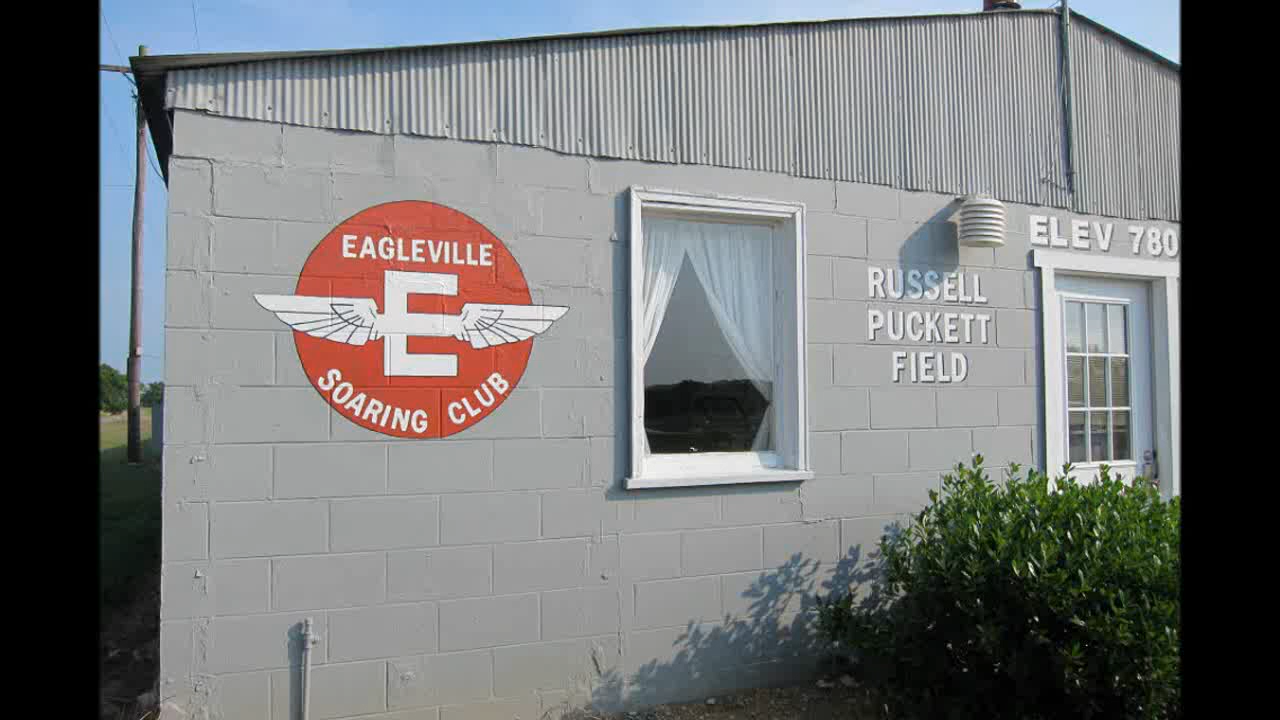 EAGLEVILLE
E
SOARING CLUB
ELEV 780
RUSSELL
PUCKETT
FIELD